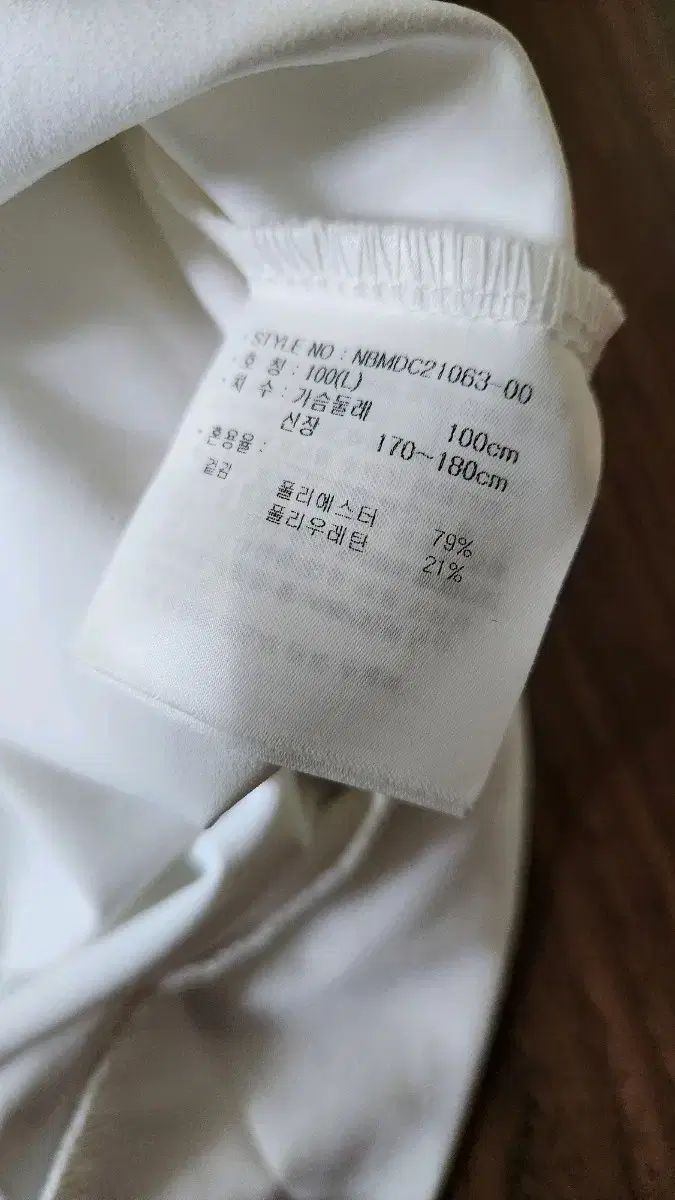 · STYLE NO : NBMDC21063-00
· 호 칭 : 100(L)
· 치 수 : 가슴둘레 100cm
신장 170~180cm
· 혼용율 :
겉감
폴리에스터 79%
폴리우레탄 21%